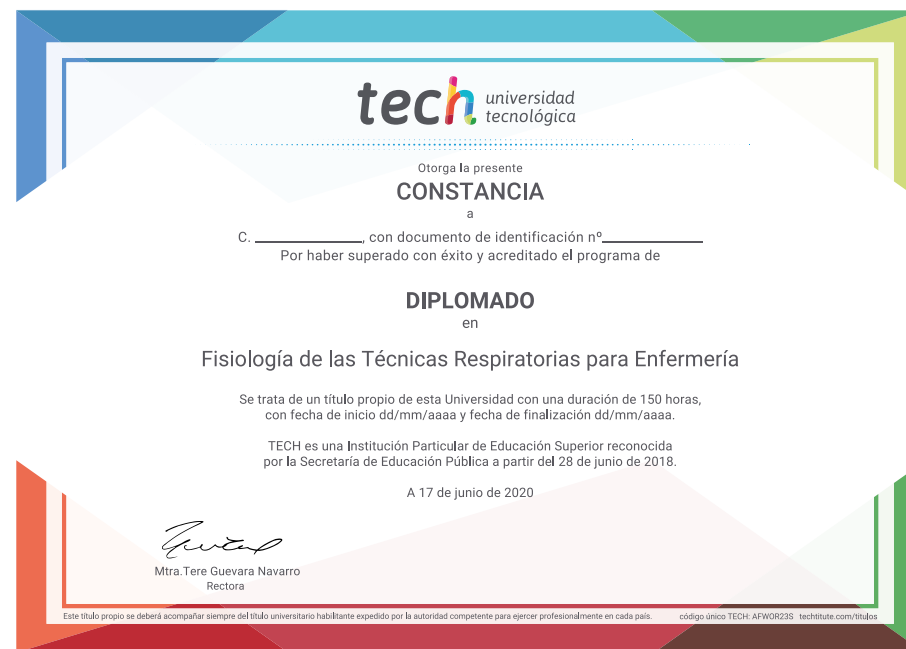 tech universidad
tecnológica
Otorga la presente
CONSTANCIA
a
C. ____________, con documento de identificación nº____________
Por haber superado con éxito y acreditado el programa de
DIPLOMADO
en
Fisiología de las Técnicas Respiratorias para Enfermería
Se trata de un título propio de esta Universidad con una duración de 150 horas,
con fecha de inicio dd/mm/aaaa y fecha de finalización dd/mm/aaaa.
TECH es una Institución Particular de Educación Superior reconocida
por la Secretaría de Educación Pública a partir del 28 de junio de 2018.
A 17 de junio de 2020
Mtra.Tere Guevara Navarro
Rectora
Este título propio se deberá acompañar siempre del título universitario habilitante expedido por la autoridad competente para ejercer profesionalmente en cada país. código único TECH: AFWOR23S techtitute.com/titulos